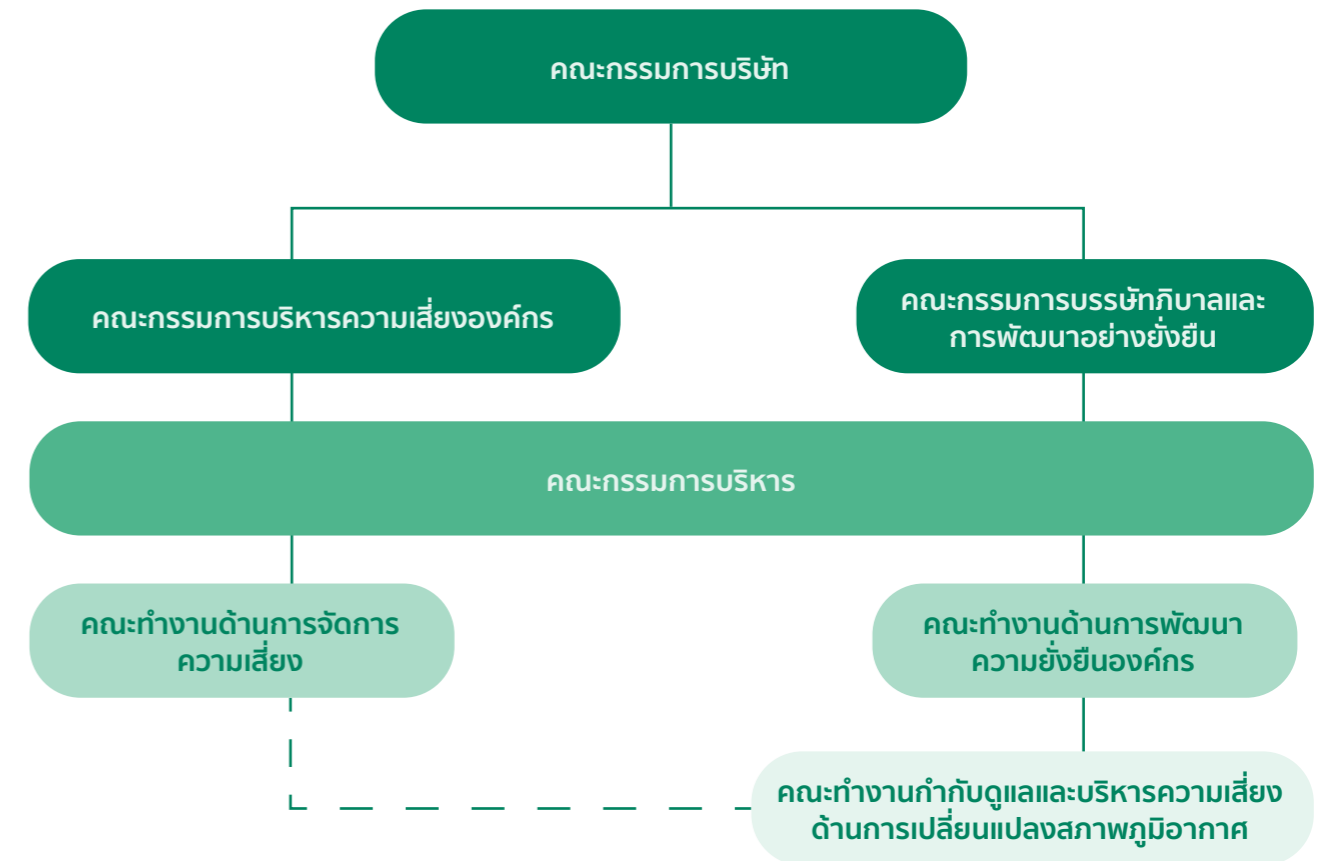 คณะกรรมการบริษัท
คณะกรรมการบริหารความเสี่ยงองค์กร
คณะกรรมการบรรษัทภิบาลและ
การพัฒนาอย่างยั่งยืน
คณะกรรมการบริหาร
คณะทำงานด้านการจัดการ
ความเสี่ยง
คณะทำงานด้านการพัฒนา
ความยั่งยืนองค์กร
คณะทำงานกำกับดูแลและบริหารความเสี่ยง
ด้านการเปลี่ยนแปลงสภาพภูมิอากาศ